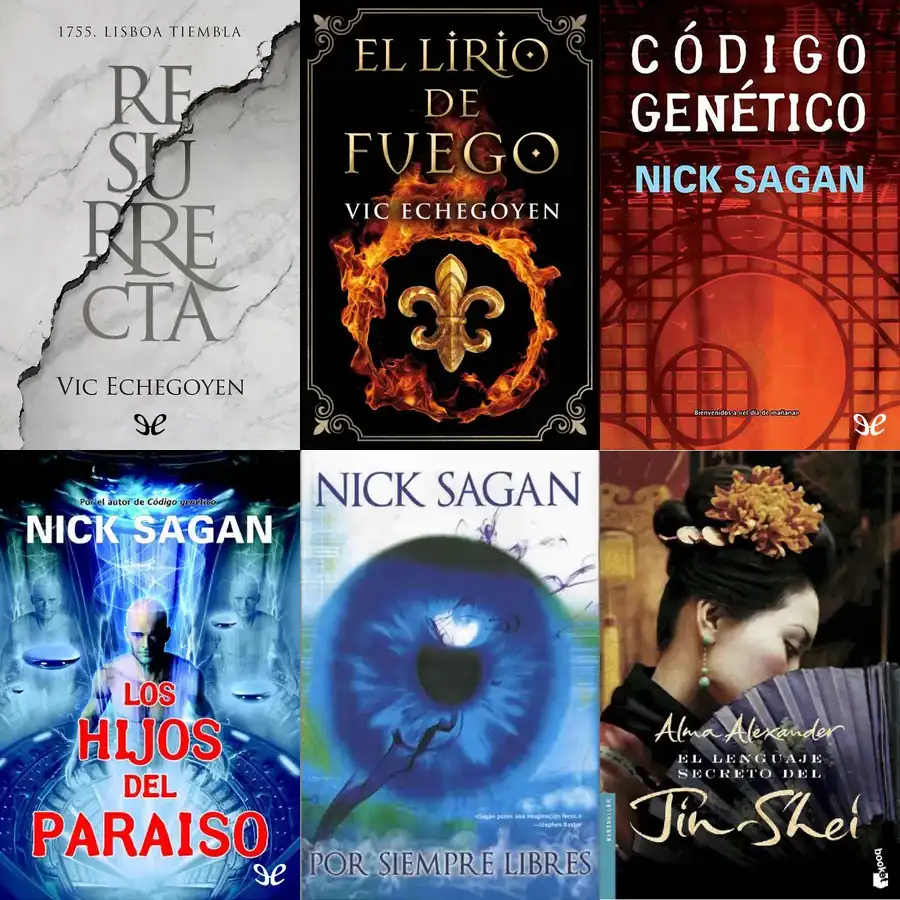 1755. LISBOA TIEMBLA
RE
SU
RRE
CTA
VIC ECHEGOYEN
EL LIRIO
DE
FUEGO
VIC ECHEGOYEN
CÓDIGO
GENÉTICO
NICK SAGAN
Bienvenidos a «el día de mañana»
Por el autor de Código genético
NICK SAGAN
LOS
HIJOS
DEL
PARAISO
NICK SAGAN
«Sagan posee una imaginación feroz.»
—Stephen Baxter
POR SIEMPRE LIBRES
Alma Alexander
EL LENGUAJE
SECRETO DEL
Jin-Shei
BESTSELLER
booket